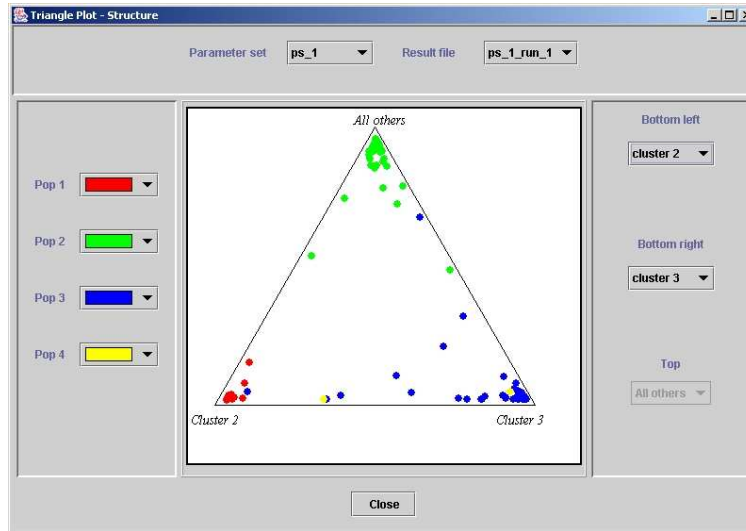 Triangle Plot - Structure
Parameter set ps_1 Result file ps_1_run_1
All others
Bottom left
cluster 2
Pop 1
Pop 2
Bottom right
cluster 3
Pop 3
Pop 4
Top
All others
Cluster 2 Cluster 3
Close